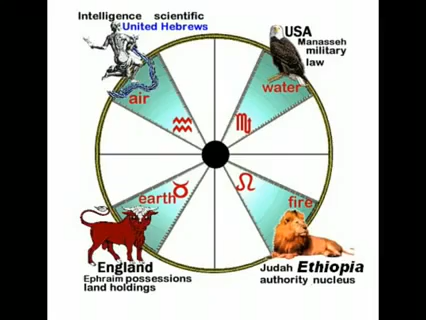 Intelligence scientific
United Hebrews
USA
Manasseh
military
law
air
water
♒
♏
earth
♉
♌
fire
England
Ephraim possessions
land holdings
Judah Ethiopia
authority nucleus